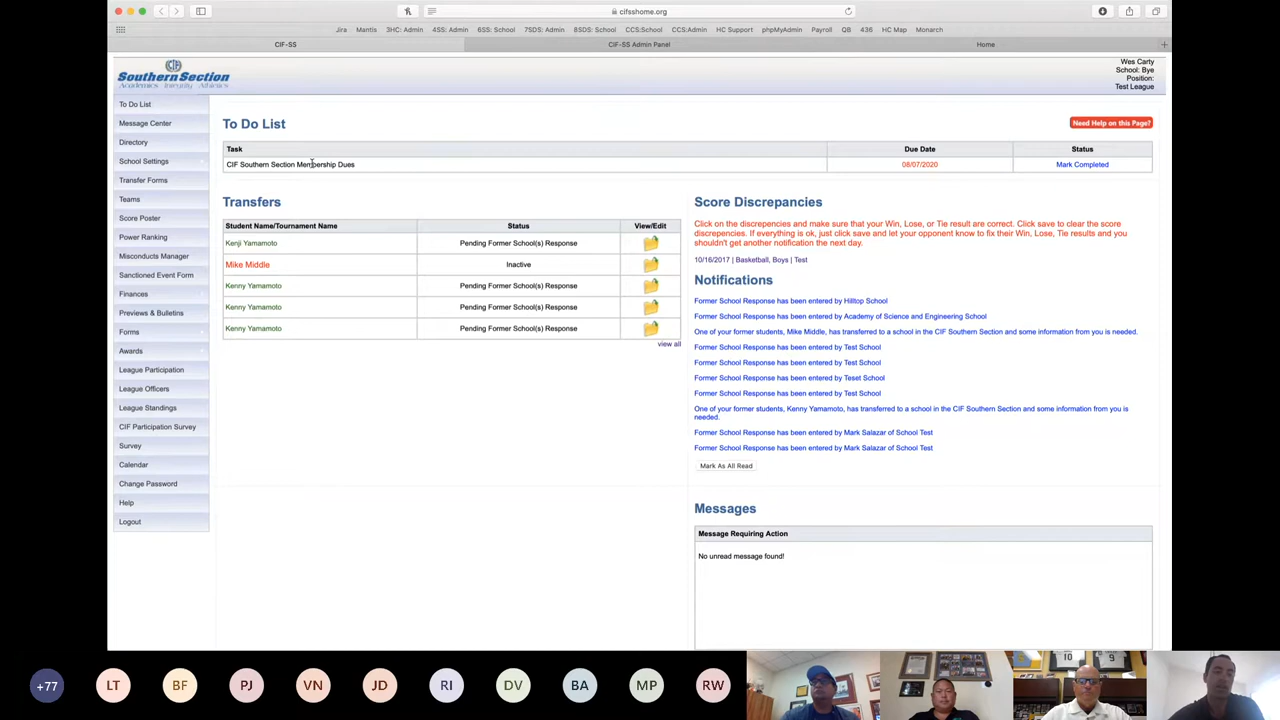 cifsshome.org
Jira Mantis 3HC: Admin 4SS: Admin 6SS: School 7SDS: Admin 8SDS: School CCS:School CCS:Admin HC Support phpMyAdmin Payroll QB 436 HC Map Monarch
CIF-SS CIF-SS Admin Panel Home
CIF
Southern Section
Academics Integrity Athletics
Wes Carty
School: Bye
Position:
Test League
To Do List
Message Center
Directory
School Settings
Transfer Forms
Teams
Score Poster
Power Ranking
Misconducts Manager
Sanctioned Event Form
Finances
Previews & Bulletins
Forms
Awards
League Participation
League Officers
League Standings
CIF Participation Survey
Survey
Calendar
Change Password
Help
Logout
To Do List
Need Help on this Page?
Task Due Date Status
CIF Southern Section Membership Dues 08/07/2020 Mark Completed
Transfers
Student Name/Tournament Name Status View/Edit
Kenji Yamamoto Pending Former School(s) Response
Mike Middle Inactive
Kenny Yamamoto Pending Former School(s) Response
Kenny Yamamoto Pending Former School(s) Response
Kenny Yamamoto Pending Former School(s) Response
view all
Score Discrepancies
Click on the discrepancies and make sure that your Win, Lose, or Tie result are correct. Click save to clear the score
discrepancies. If everything is ok, just click save and let your opponent know to fix their Win, Lose, Tie results and you
shouldn't get another notification the next day.
10/16/2017 | Basketball, Boys | Test
Notifications
Former School Response has been entered by Hilltop School
Former School Response has been entered by Academy of Science and Engineering School
One of your former students, Mike Middle, has transferred to a school in the CIF Southern Section and some information from you is needed.
Former School Response has been entered by Test School
Former School Response has been entered by Test School
Former School Response has been entered by Teset School
Former School Response has been entered by Test School
One of your former students, Kenny Yamamoto, has transferred to a school in the CIF Southern Section and some information from you is
needed.
Former School Response has been entered by Mark Salazar of School Test
Former School Response has been entered by Mark Salazar of School Test
Mark As All Read
Messages
Message Requiring Action
No unread message found!
+77 LT BF PJ VN JD RI DV BA MP RW
10 9